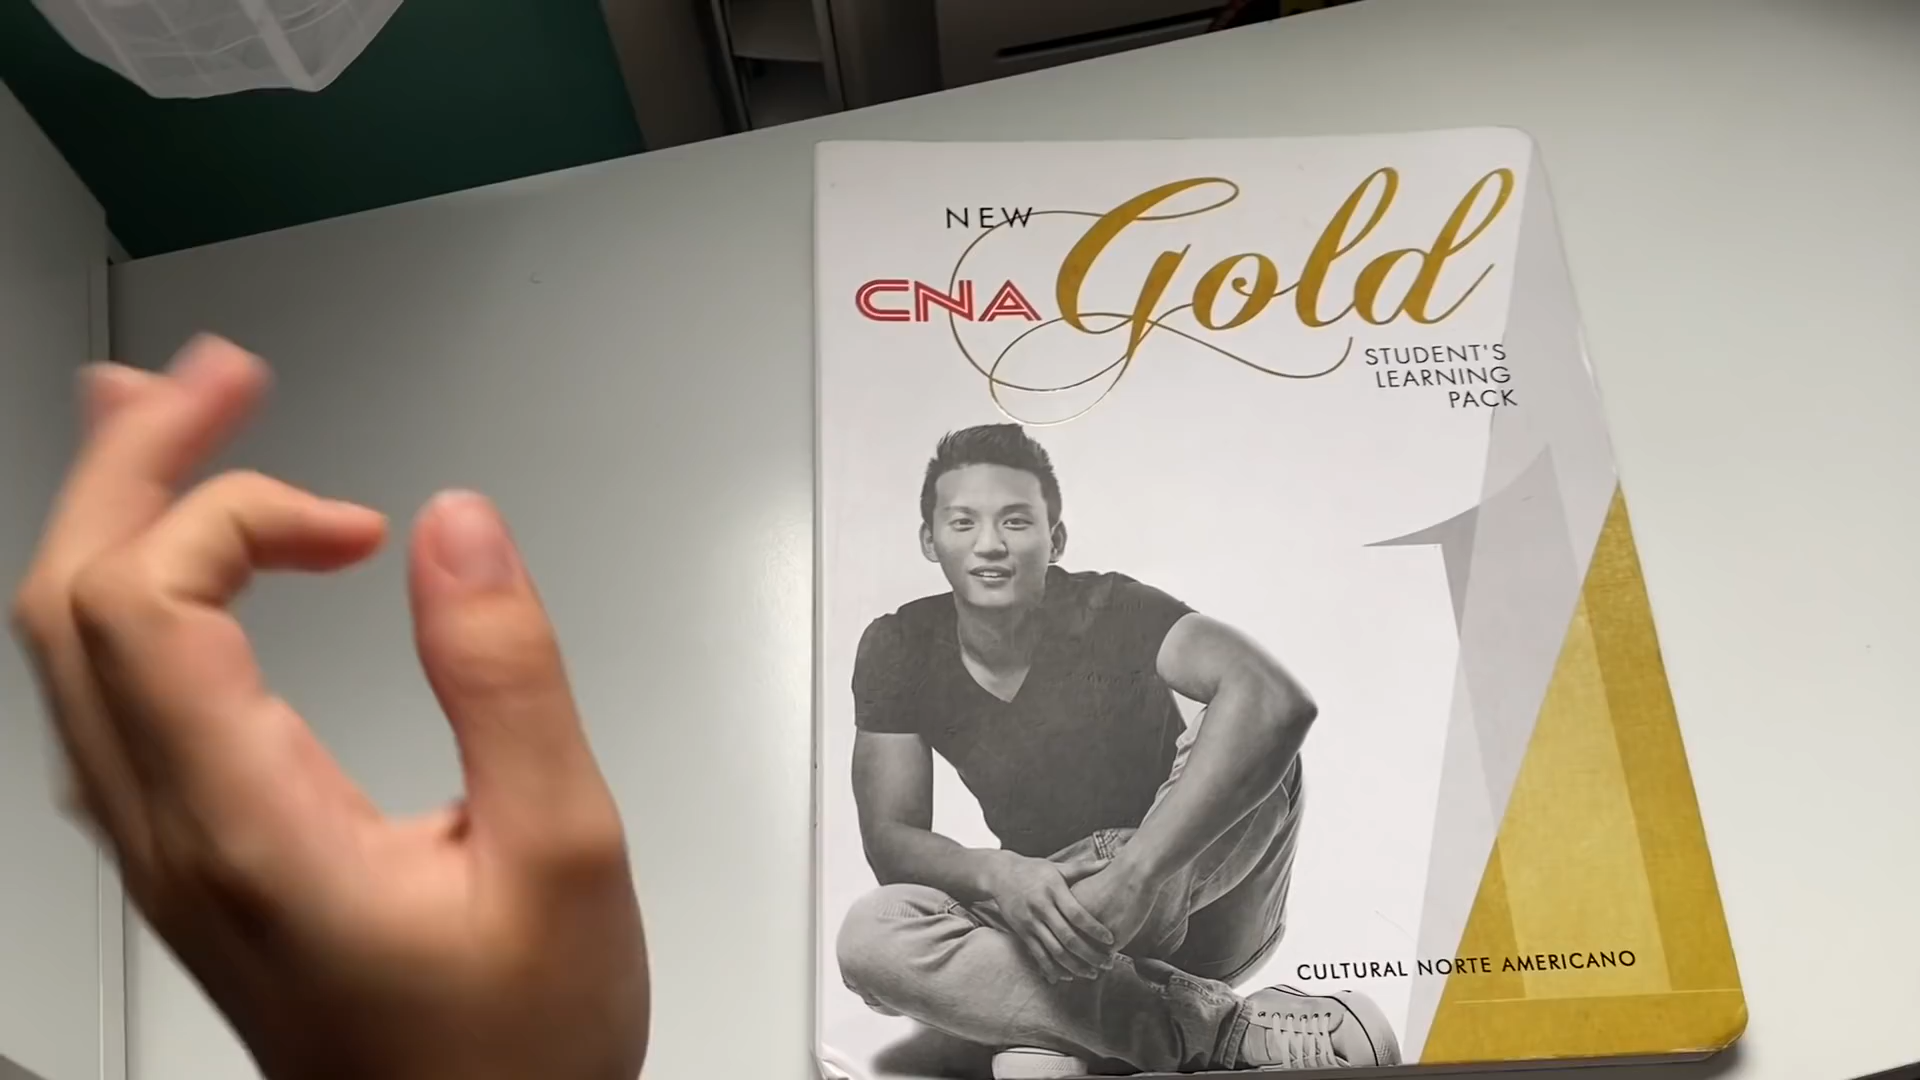 NEW
CNA Gold
STUDENT'S
LEARNING
PACK
1
CULTURAL NORTE AMERICANO